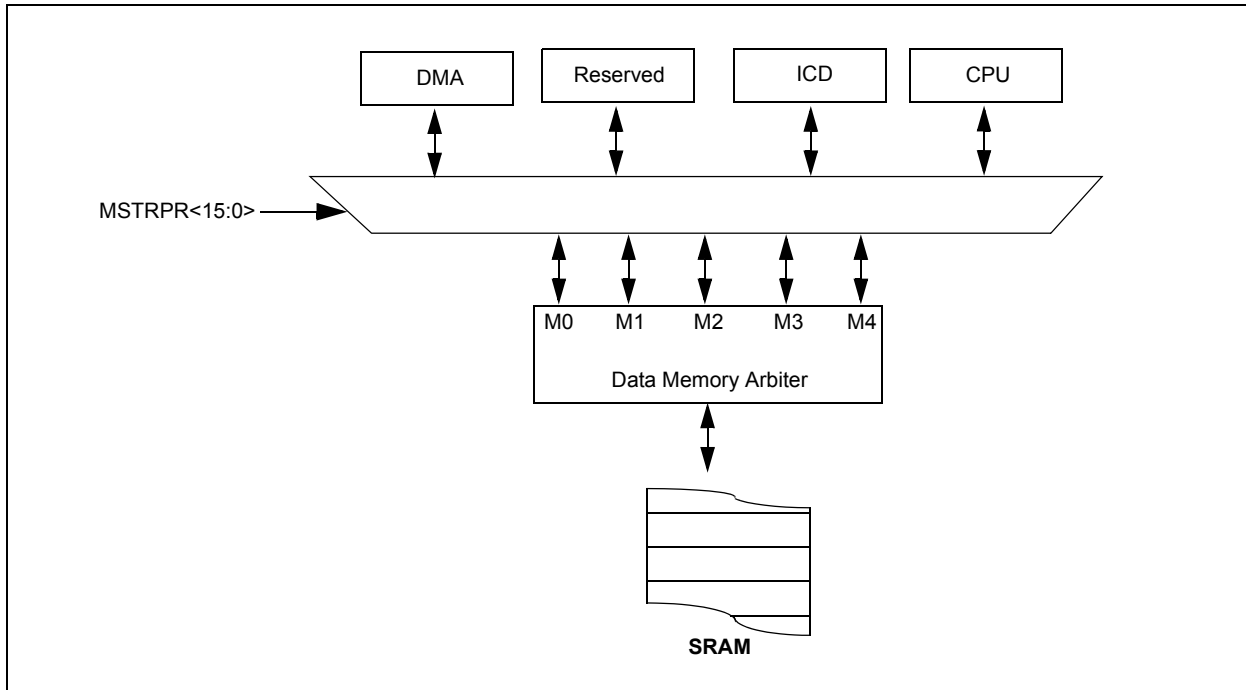 DMA
Reserved
ICD
CPU
MSTRPR<15:0>
M0
M1
M2
M3
M4
Data Memory Arbiter
SRAM